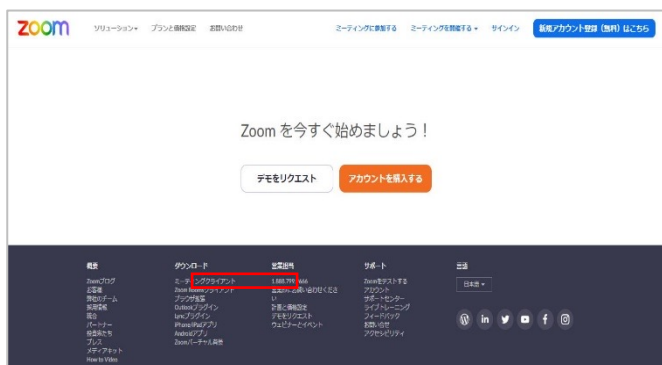 zoom ソリューション プランと価格設定 お問い合わせ ミーティングに参加する ミーティングを開催する サインイン 新規アカウント登録（無料）はこちら
Zoom を今すぐ始めましょう！
デモをリクエスト アカウントを購入する
概要
Zoomブログ
お客様
弊社のチーム
採用情報
統合
パートナー
投資家たち
プレス
メディアキット
How to Video
ダウンロード
ミーティングクライアント
ブラウザ拡張
Outlookプラグイン
Lyncプラグイン
iPhone/iPadアプリ
Androidアプリ
Zoomバーチャル背景
営業担当
1.888.799
計画と価格設定
デモをリクエスト
ウェビナーとイベント
サポート
Zoomをテストする
アカウント
サポートセンター
ライブトレーニング
フィードバック
お問い合せ
アクセシビリティ
言語
日本語